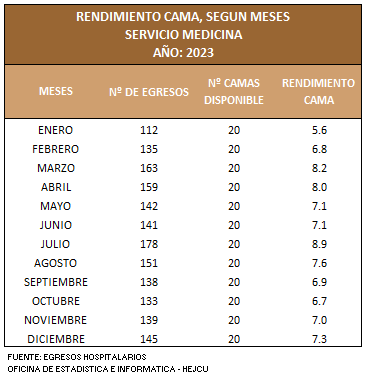 RENDIMIENTO CAMA, SEGUN MESES
SERVICIO MEDICINA
AÑO: 2023
MESES Nº DE EGRESOS Nº CAMAS DISPONIBLE RENDIMIENTO CAMA
ENERO 112 20 5.6
FEBRERO 135 20 6.8
MARZO 163 20 8.2
ABRIL 159 20 8.0
MAYO 142 20 7.1
JUNIO 141 20 7.1
JULIO 178 20 8.9
AGOSTO 151 20 7.6
SEPTIEMBRE 138 20 6.9
OCTUBRE 133 20 6.7
NOVIEMBRE 139 20 7.0
DICIEMBRE 145 20 7.3
FUENTE: EGRESOS HOSPITALARIOS
OFICINA DE ESTADISTICA E INFORMATICA - HEJCU